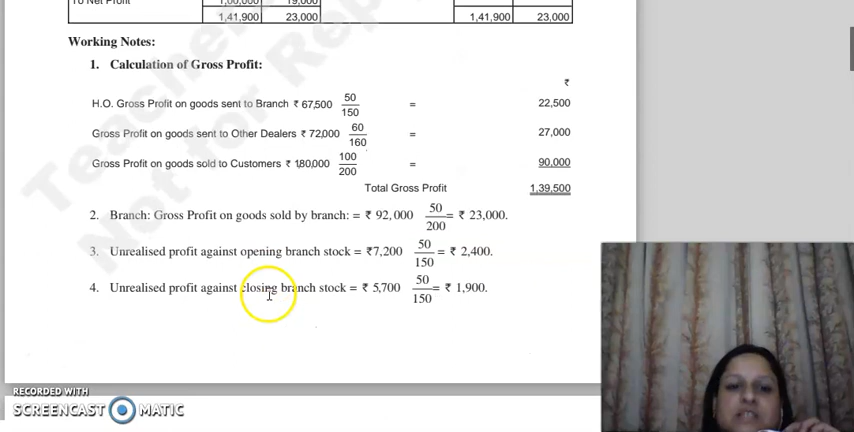 To Net Profit 1,00,000 19,000
1,41,900 23,000 1,41,900 23,000
Working Notes:
1. Calculation of Gross Profit:
₹
H.O. Gross Profit on goods sent to Branch ₹ 67,500 50/150 = 22,500
Gross Profit on goods sent to Other Dealers ₹ 72,000 60/160 = 27,000
Gross Profit on goods sold to Customers ₹ 1,80,000 100/200 = 90,000
Total Gross Profit 1,39,500
2. Branch: Gross Profit on goods sold by branch: = ₹ 92,000 50/200 = ₹ 23,000.
3. Unrealised profit against opening branch stock = ₹7,200 50/150 = ₹ 2,400.
4. Unrealised profit against closing branch stock = ₹ 5,700 50/150 = ₹ 1,900.
RECORDED WITH
SCREENCAST MATIC